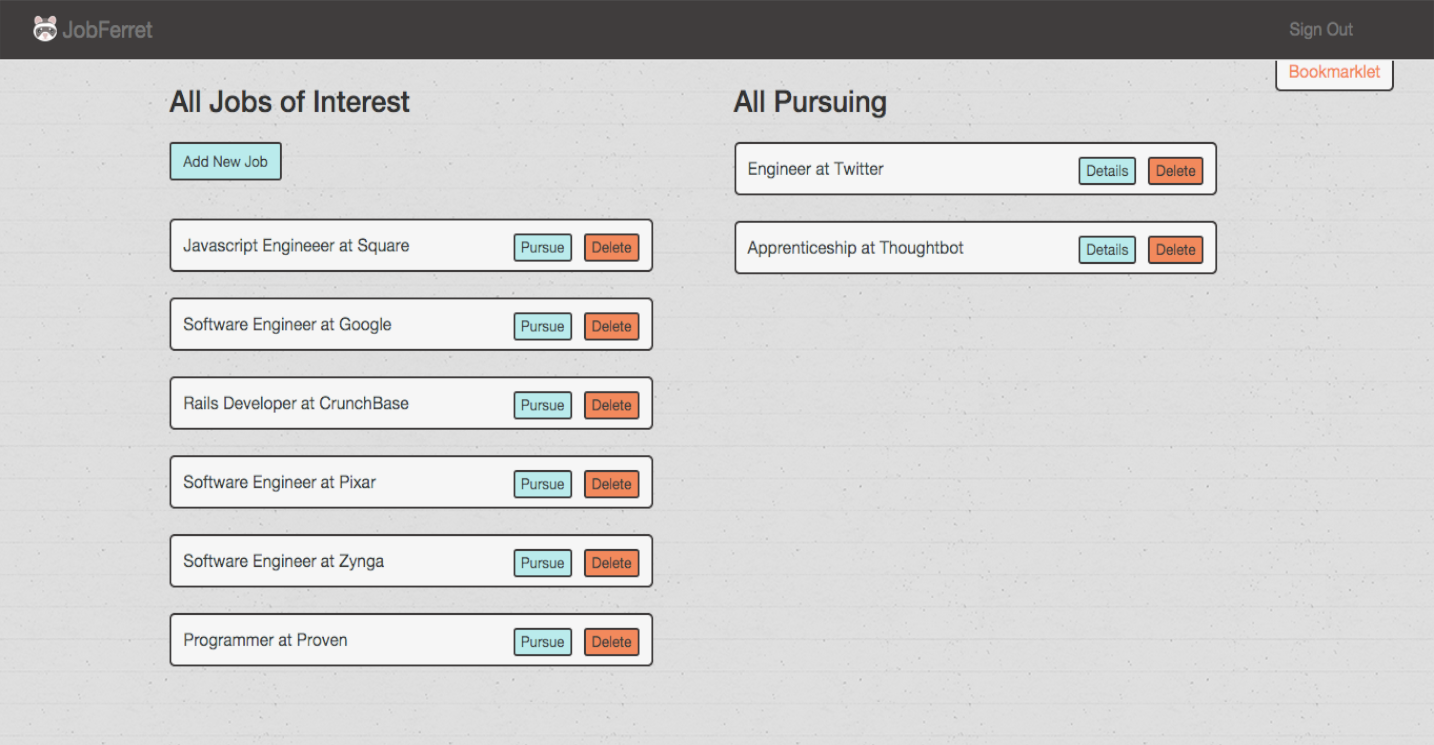 JobFerret
Sign Out
Bookmarklet
All Jobs of Interest
Add New Job
Javascript Engineeer at Square Pursue Delete
Software Engineer at Google Pursue Delete
Rails Developer at CrunchBase Pursue Delete
Software Engineer at Pixar Pursue Delete
Software Engineer at Zynga Pursue Delete
Programmer at Proven Pursue Delete
All Pursuing
Engineer at Twitter Details Delete
Apprenticeship at Thoughtbot Details Delete